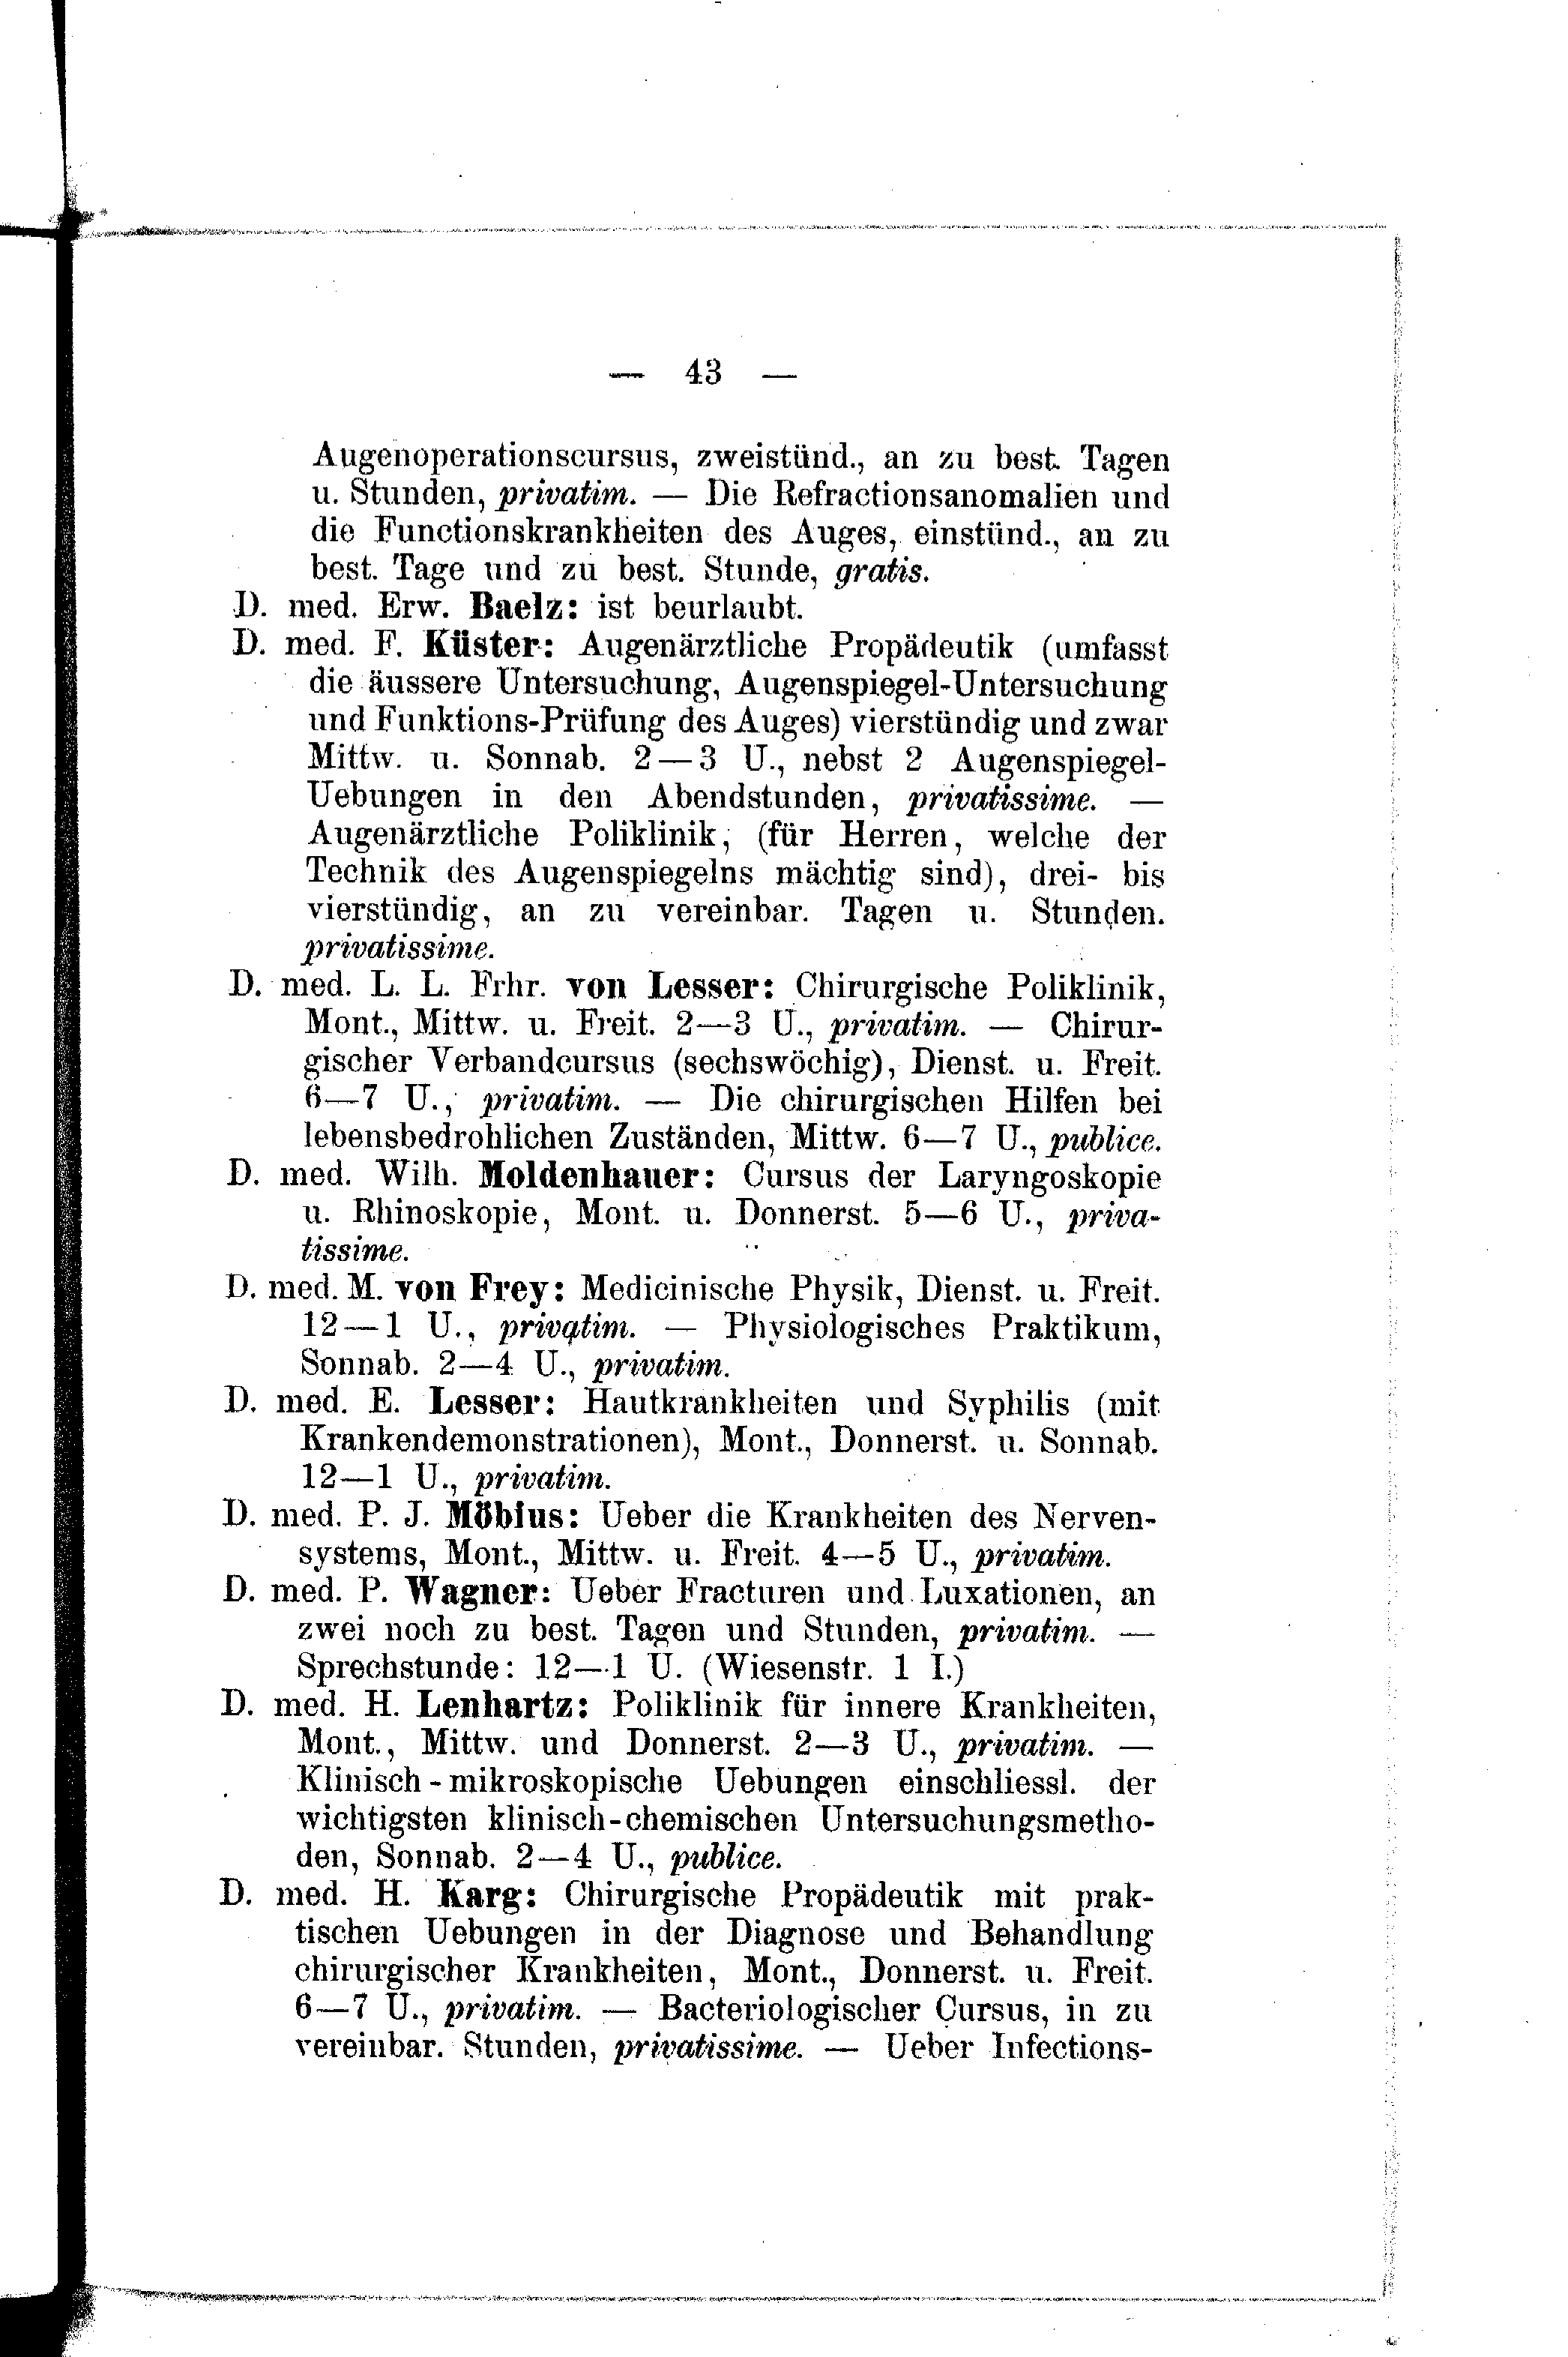 — 43 —
Augenoperationscursus, zweistünd., an zu best. Tagen
u. Stunden, privatim. — Die Refractionsanomalien und
die Functionskrankheiten des Auges, einstünd., an zu
best. Tage und zu best. Stunde, gratis.
D. med. Erw. Baelz: ist beurlaubt.
D. med. F. Küster: Augenärztliche Propädeutik (umfasst
die äussere Untersuchung, Augenspiegel-Untersuchung
und Funktions-Prüfung des Auges) vierstündig und zwar
Mittw. u. Sonnab. 2—3 U., nebst 2 Augenspiegel-
Uebungen in den Abendstunden, privatissime. —
Augenärztliche Poliklinik, (für Herren, welche der
Technik des Augenspiegelns mächtig sind), drei- bis
vierstündig, an zu vereinbar. Tagen u. Stunden.
privatissime.
D. med. L. L. Frhr. von Lesser: Chirurgische Poliklinik,
Mont., Mittw. u. Freit. 2—3 U., privatim. — Chirur-
gischer Verbandcursus (sechswöchig), Dienst. u. Freit.
6—7 U., privatim. — Die chirurgischen Hilfen bei
lebensbedrohlichen Zuständen, Mittw. 6—7 U., publice.
D. med. Wilh. Moldenhauer: Cursus der Laryngoskopie
u. Rhinoskopie, Mont. u. Donnerst. 5—6 U., priva-
tissime.
D. med. M. von Frey: Medicinische Physik, Dienst. u. Freit.
12—1 U., privatim. — Physiologisches Praktikum,
Sonnab. 2—4 U., privatim.
D. med. E. Lesser: Hautkrankheiten und Syphilis (mit
Krankendemonstrationen), Mont., Donnerst. u. Sonnab.
12—1 U., privatim.
D. med. P. J. Möbius: Ueber die Krankheiten des Nerven-
systems, Mont., Mittw. u. Freit. 4—5 U., privatim.
D. med. P. Wagner: Ueber Fracturen und Luxationen, an
zwei noch zu best. Tagen und Stunden, privatim. —
Sprechstunde: 12—1 U. (Wiesenstr. 1 I.)
D. med. H. Lenhartz: Poliklinik für innere Krankheiten,
Mont., Mittw. und Donnerst. 2—3 U., privatim. —
Klinisch-mikroskopische Uebungen einschliessl. der
wichtigsten klinisch-chemischen Untersuchungsmetho-
den, Sonnab. 2—4 U., publice.
D. med. H. Karg: Chirurgische Propädeutik mit prak-
tischen Uebungen in der Diagnose und Behandlung
chirurgischer Krankheiten, Mont., Donnerst. u. Freit.
6—7 U., privatim. — Bacteriologischer Cursus, in zu
vereinbar. Stunden, privatissime. — Ueber Infections-